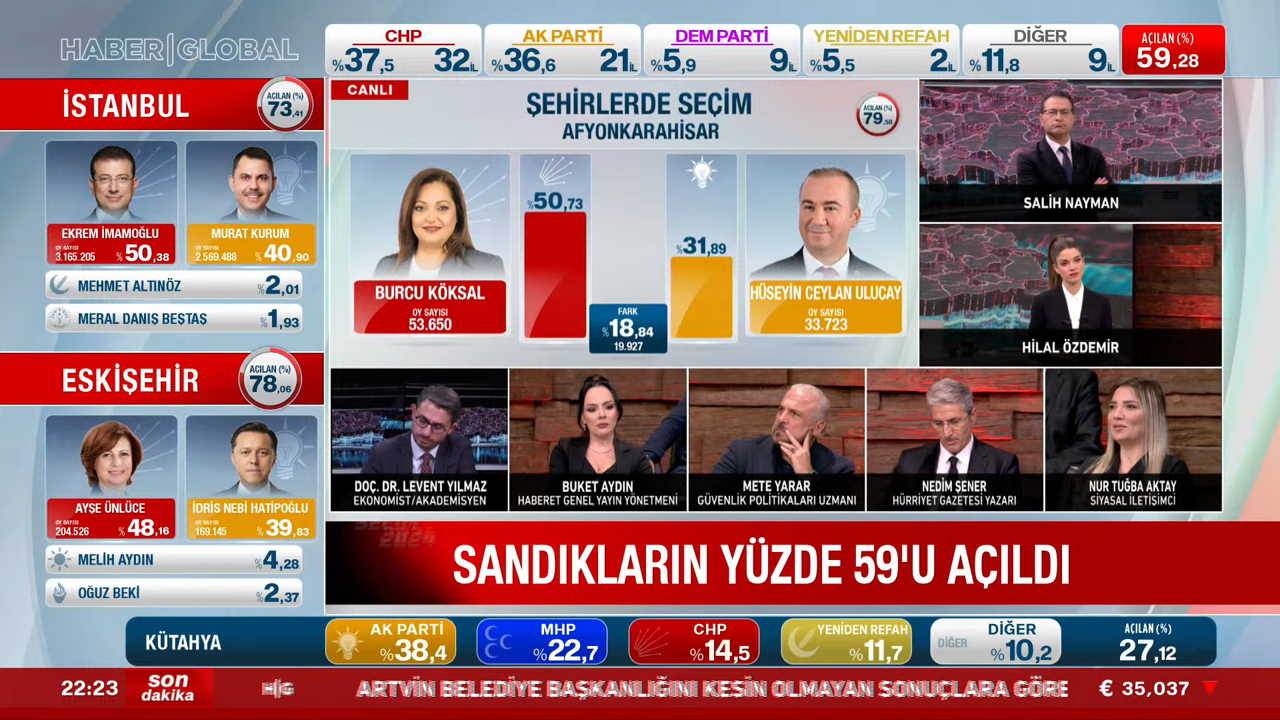 HABER|GLOBAL
CHP
%37,5 32İL
AK PARTİ
%36,6 21İL
DEM PARTİ
%5,9 9İL
YENİDEN REFAH
%5,5 2İL
DİĞER
%11,8 9İL
AÇILAN (%)
59,28
İSTANBUL
AÇILAN (%)
73,41
EKREM İMAMOĞLU
OY SAYISI
3.165.205 %50,38
MURAT KURUM
OY SAYISI
2.569.488 %40,90
MEHMET ALTINÖZ %2,01
MERAL DANIŞ BEŞTAŞ %1,93
ESKİŞEHİR
AÇILAN (%)
78,06
AYŞE ÜNLÜCE
OY SAYISI
204.526 %48,16
İDRİS NEBİ HATİPOĞLU
OY SAYISI
169.145 %39,83
MELİH AYDIN %4,28
OĞUZ BEKİ %2,37
CANLI
ŞEHİRLERDE SEÇİM
AFYONKARAHİSAR
AÇILAN (%)
79,58
%50,73
%31,89
BURCU KÖKSAL
OY SAYISI
53.650
FARK
%18,84
19.927
HÜSEYİN CEYLAN ULUÇAY
OY SAYISI
33.723
SALİH NAYMAN
HİLAL ÖZDEMİR
DOÇ. DR. LEVENT YILMAZ
EKONOMİST/AKADEMİSYEN
BUKET AYDIN
HABERET GENEL YAYIN YÖNETMENİ
METE YARAR
GÜVENLİK POLİTİKALARI UZMANI
NEDİM ŞENER
HÜRRİYET GAZETESİ YAZARI
NUR TUĞBA AKTAY
SİYASAL İLETİŞİMCİ
SEÇİM
2024
SANDIKLARIN YÜZDE 59'U AÇILDI
KÜTAHYA
AK PARTİ
%38,4
MHP
%22,7
CHP
%14,5
YENİDEN REFAH
%11,7
DİĞER
DİĞER
%10,2
AÇILAN (%)
27,12
22:23
son
dakika
H|G
ARTVİN BELEDİYE BAŞKANLIĞINI KESİN OLMAYAN SONUÇLARA GÖRE
€ 35,037